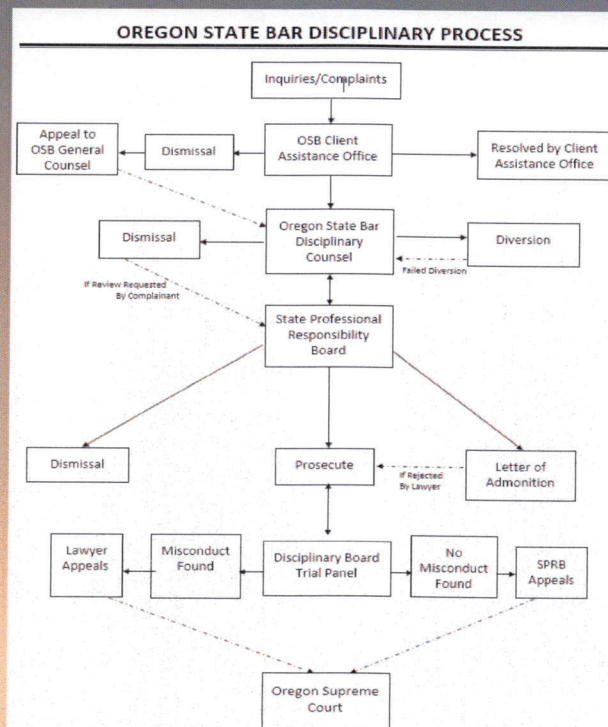 OREGON STATE BAR DISCIPLINARY PROCESS
Inquiries/Complaints
Appeal to
OSB General
Counsel
Dismissal
OSB Client
Assistance Office
Resolved by Client
Assistance Office
Dismissal
Oregon State Bar
Disciplinary
Counsel
Diversion
Failed Diversion
If Review Requested
By Complainant
State Professional
Responsibility
Board
Dismissal
Prosecute
If Rejected
By Lawyer
Letter of
Admonition
Lawyer
Appeals
Misconduct
Found
Disciplinary Board
Trial Panel
No
Misconduct
Found
SPRB
Appeals
Oregon Supreme
Court